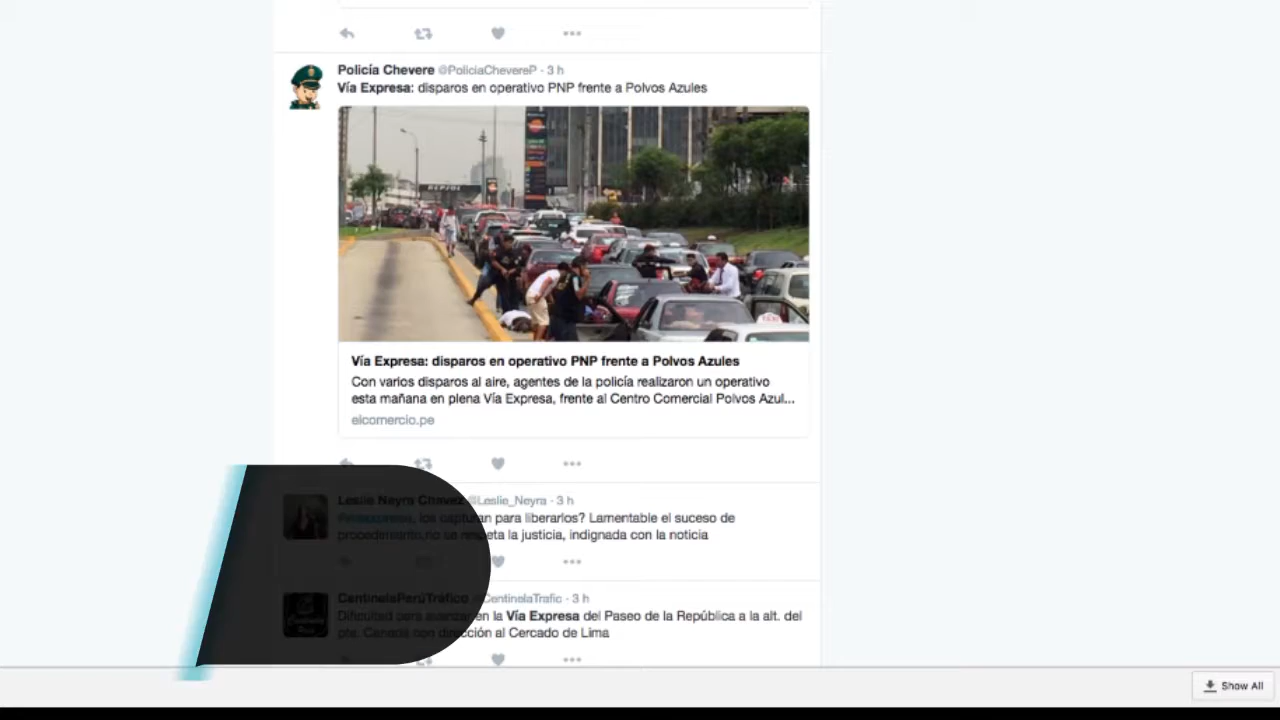 Policía Chevere @PoliciaChevereP · 3 h
Vía Expresa: disparos en operativo PNP frente a Polvos Azules
REPSOL
Vía Expresa: disparos en operativo PNP frente a Polvos Azules
Con varios disparos al aire, agentes de la policía realizaron un operativo
esta mañana en plena Vía Expresa, frente al Centro Comercial Polvos Azul...
elcomercio.pe
Leslie Neyra Chavez @Leslie_Neyra · 3 h
los capturan para liberarlos? Lamentable el suceso de
procedimiento,no se respeta la justicia, indignada con la noticia
CentinelaPerúTráfico @CentinelaTrafic · 3 h
Dificultad para avanzar en la Vía Expresa del Paseo de la República a la alt. del
pte. Canadá con dirección al Cercado de Lima
Show All